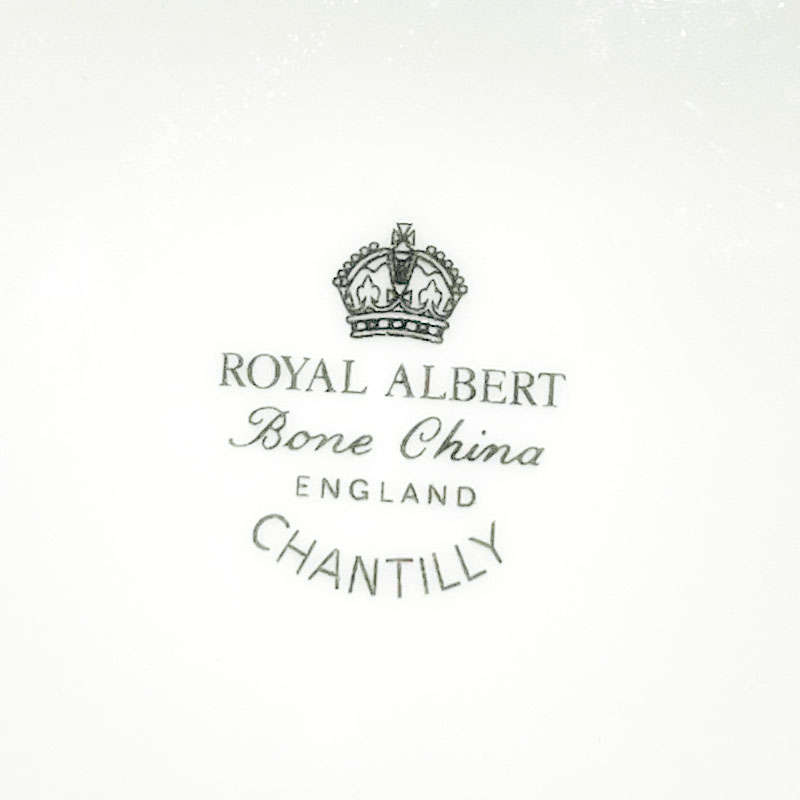 ROYAL ALBERT
Bone China
ENGLAND
CHANTILLY